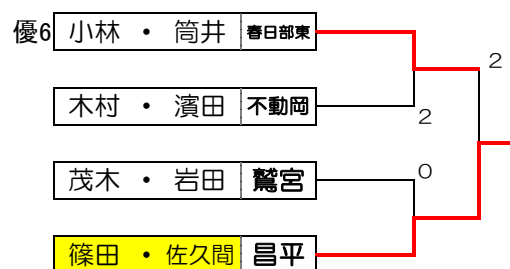 優6 小林 ・ 筒井 春日部東
2
木村 ・ 濱田 不動岡
2
茂木 ・ 岩田 鷲宮
0
篠田 ・ 佐久間 昌平